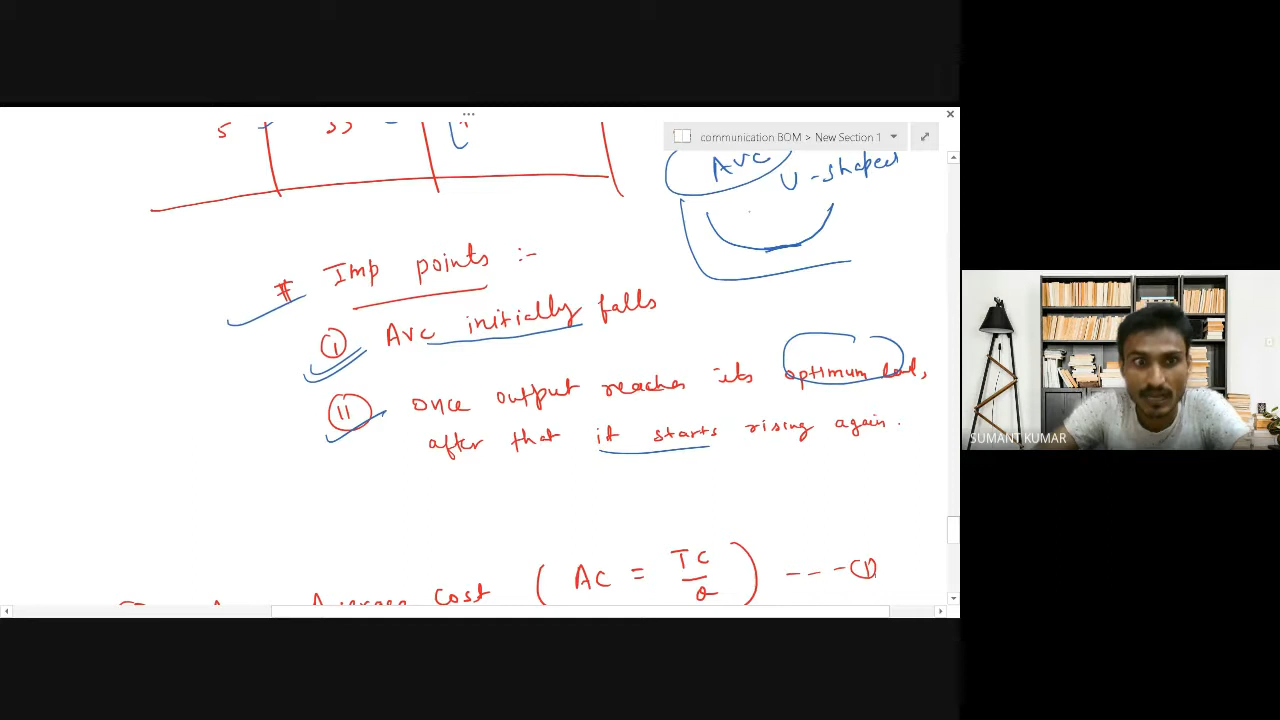 5
communication BOM > New Section 1
AVC
U-shaped
# Imp points :-
(I) AVC initially falls
(II) Once output reaches its optimum level,
after that it starts rising again.
Average cost ( AC = TC/Q ) --- (1)
SUMANT KUMAR